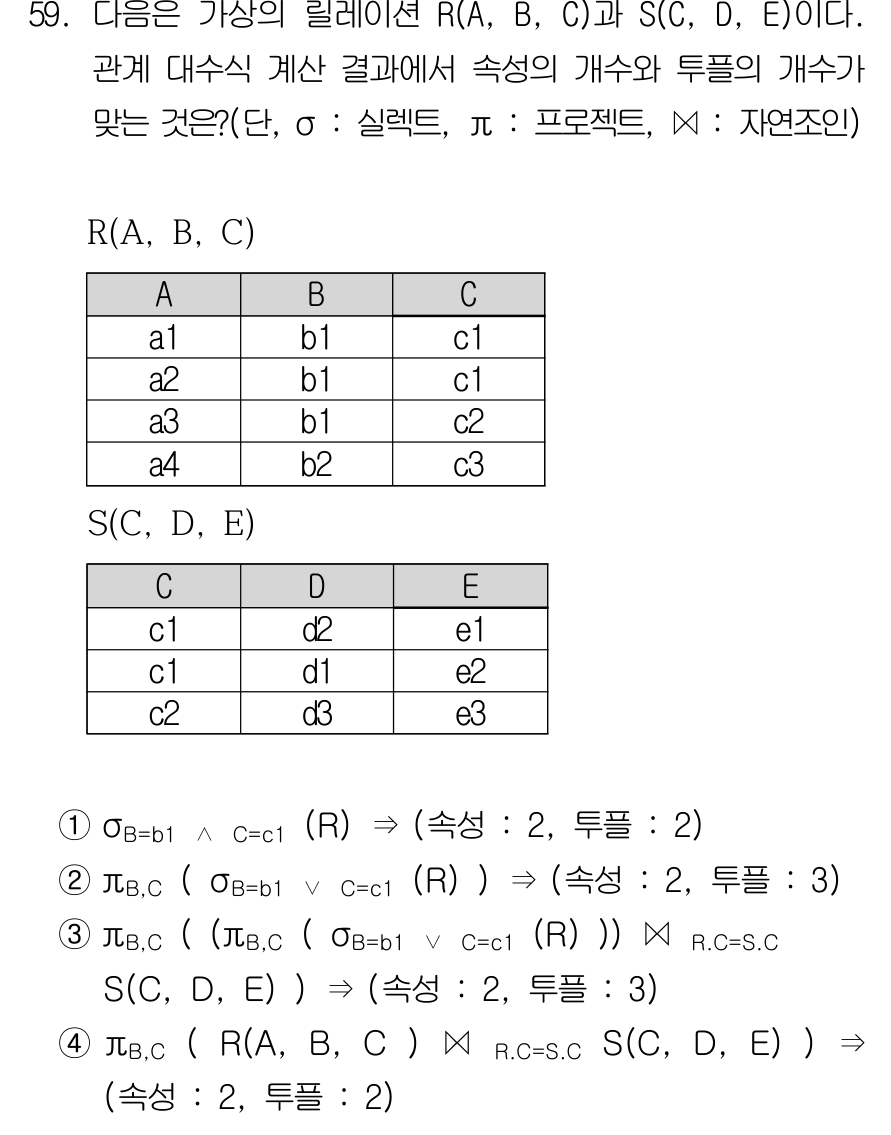 59. 다음은 가상의 릴레이션 R(A, B, C)과 S(C, D, E)이다.
관계 대수식 계산 결과에서 속성의 개수와 투플의 개수가
맞는 것은?(단, σ : 실렉트, π : 프로젝트, ⋈ : 자연조인)
R(A, B, C)
A B C
a1 b1 c1
a2 b1 c1
a3 b1 c2
a4 b2 c3
S(C, D, E)
C D E
c1 d2 e1
c1 d1 e2
c2 d3 e3
① σB=b1 ∧ C=c1 (R) ⇒ (속성 : 2, 투플 : 2)
② πB,C ( σB=b1 ∨ C=c1 (R) ) ⇒ (속성 : 2, 투플 : 3)
③ πB,C ( (πB,C ( σB=b1 ∨ C=c1 (R) )) ⋈ R.C=S.C
S(C, D, E) ) ⇒ (속성 : 2, 투플 : 3)
④ πB,C ( R(A, B, C ) ⋈ R.C=S.C S(C, D, E) ) ⇒
(속성 : 2, 투플 : 2)